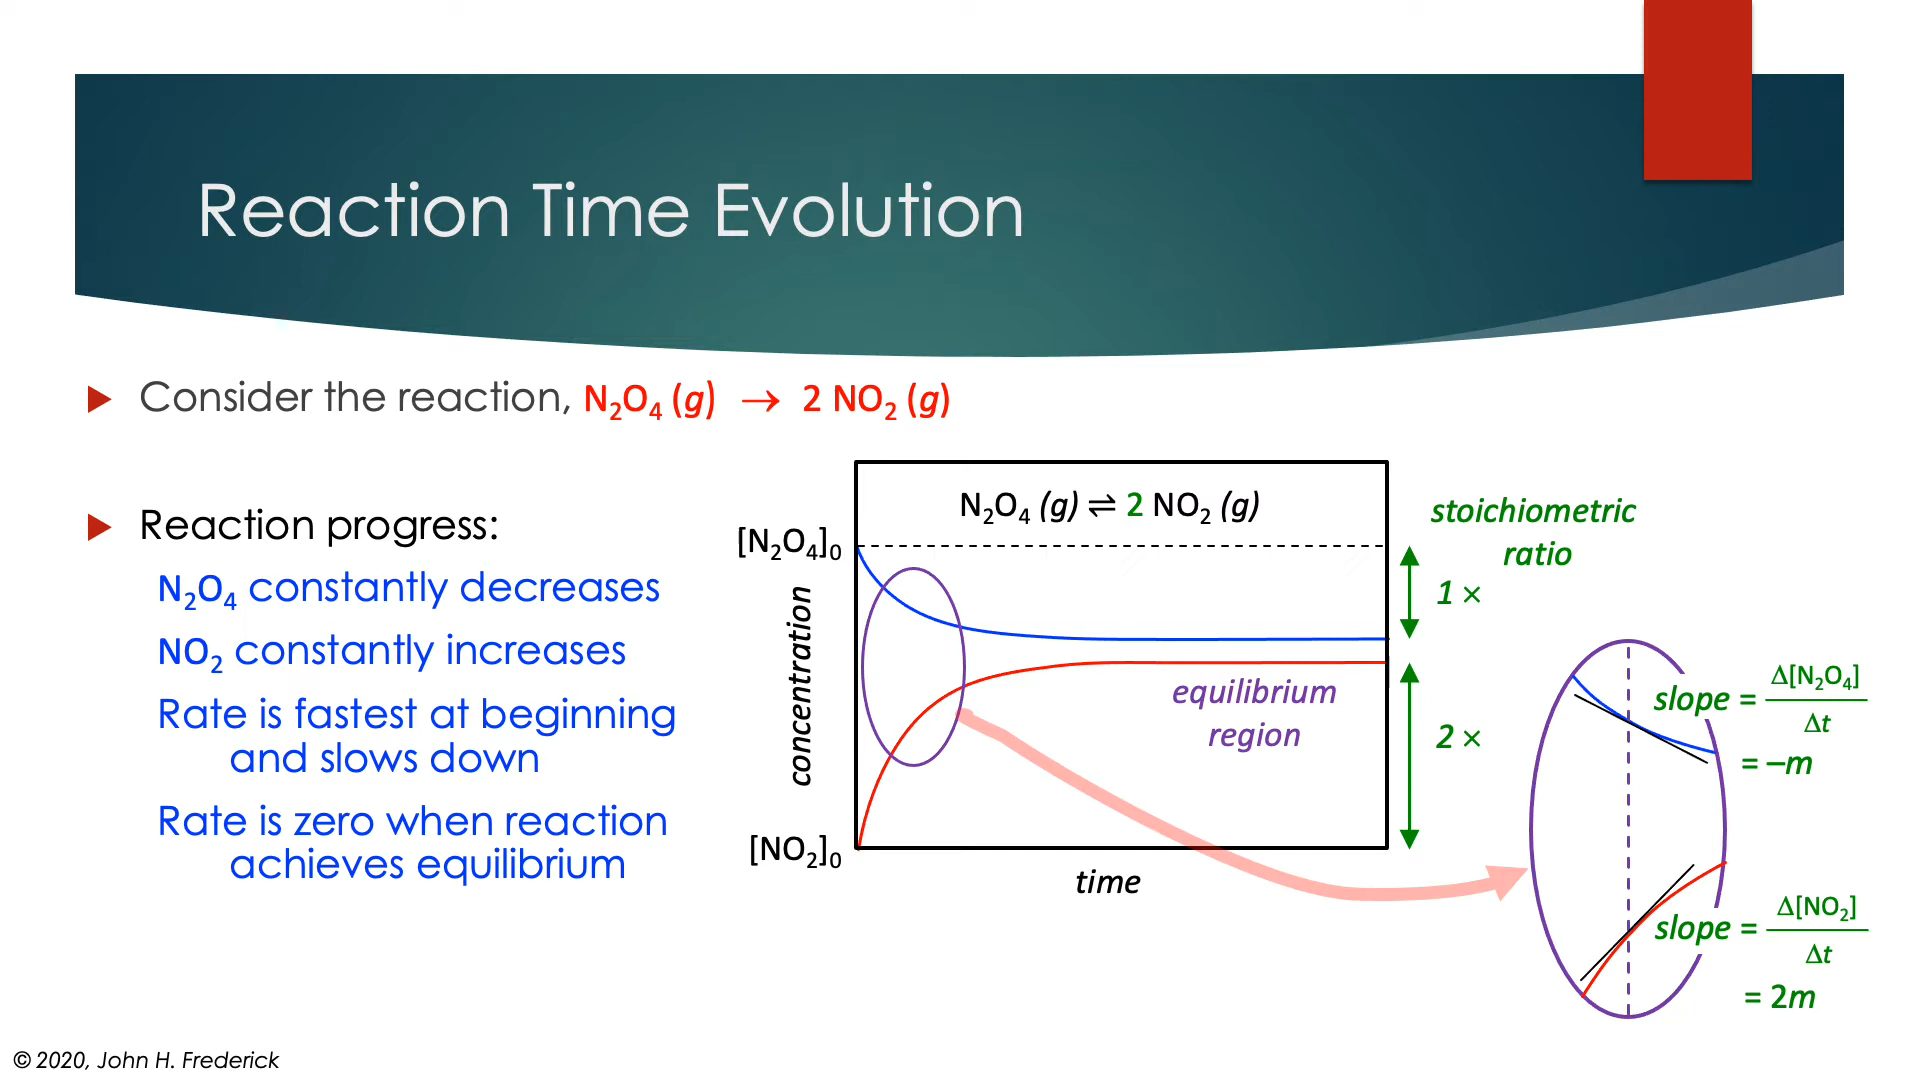 Reaction Time Evolution
Consider the reaction, N₂O₄ (g) → 2 NO₂ (g)
Reaction progress:
N₂O₄ constantly decreases
NO₂ constantly increases
Rate is fastest at beginning
and slows down
Rate is zero when reaction
achieves equilibrium
N₂O₄ (g) ⇌ 2 NO₂ (g)
[N₂O₄]₀
concentration
[NO₂]₀
time
equilibrium
region
stoichiometric
ratio
1 ×
2 ×
slope = Δ[N₂O₄] / Δt
= –m
slope = Δ[NO₂] / Δt
= 2m
© 2020, John H. Frederick